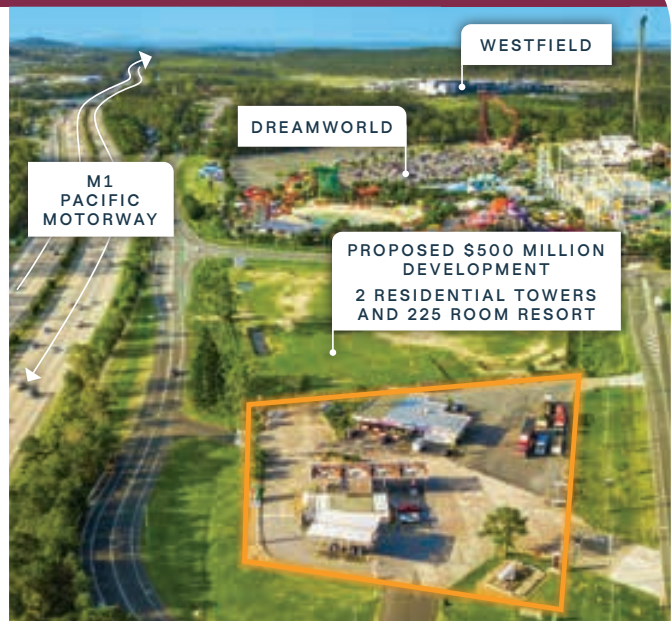 WESTFIELD
DREAMWORLD
M1
PACIFIC
MOTORWAY
PROPOSED $500 MILLION
DEVELOPMENT
2 RESIDENTIAL TOWERS
AND 225 ROOM RESORT